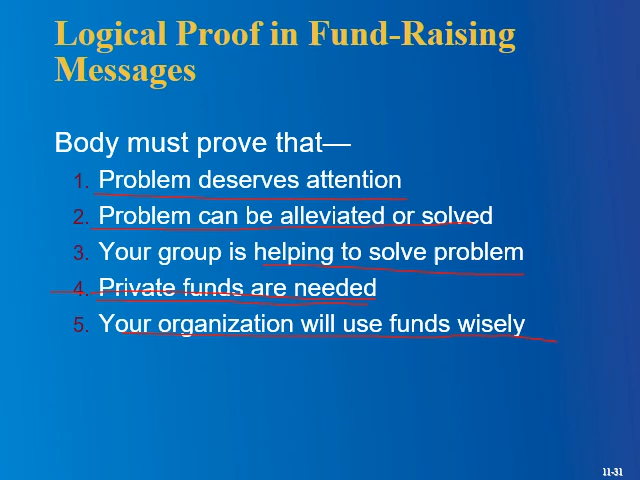 Logical Proof in Fund-Raising
Messages
Body must prove that—
1. Problem deserves attention
2. Problem can be alleviated or solved
3. Your group is helping to solve problem
4. Private funds are needed
5. Your organization will use funds wisely
11-31